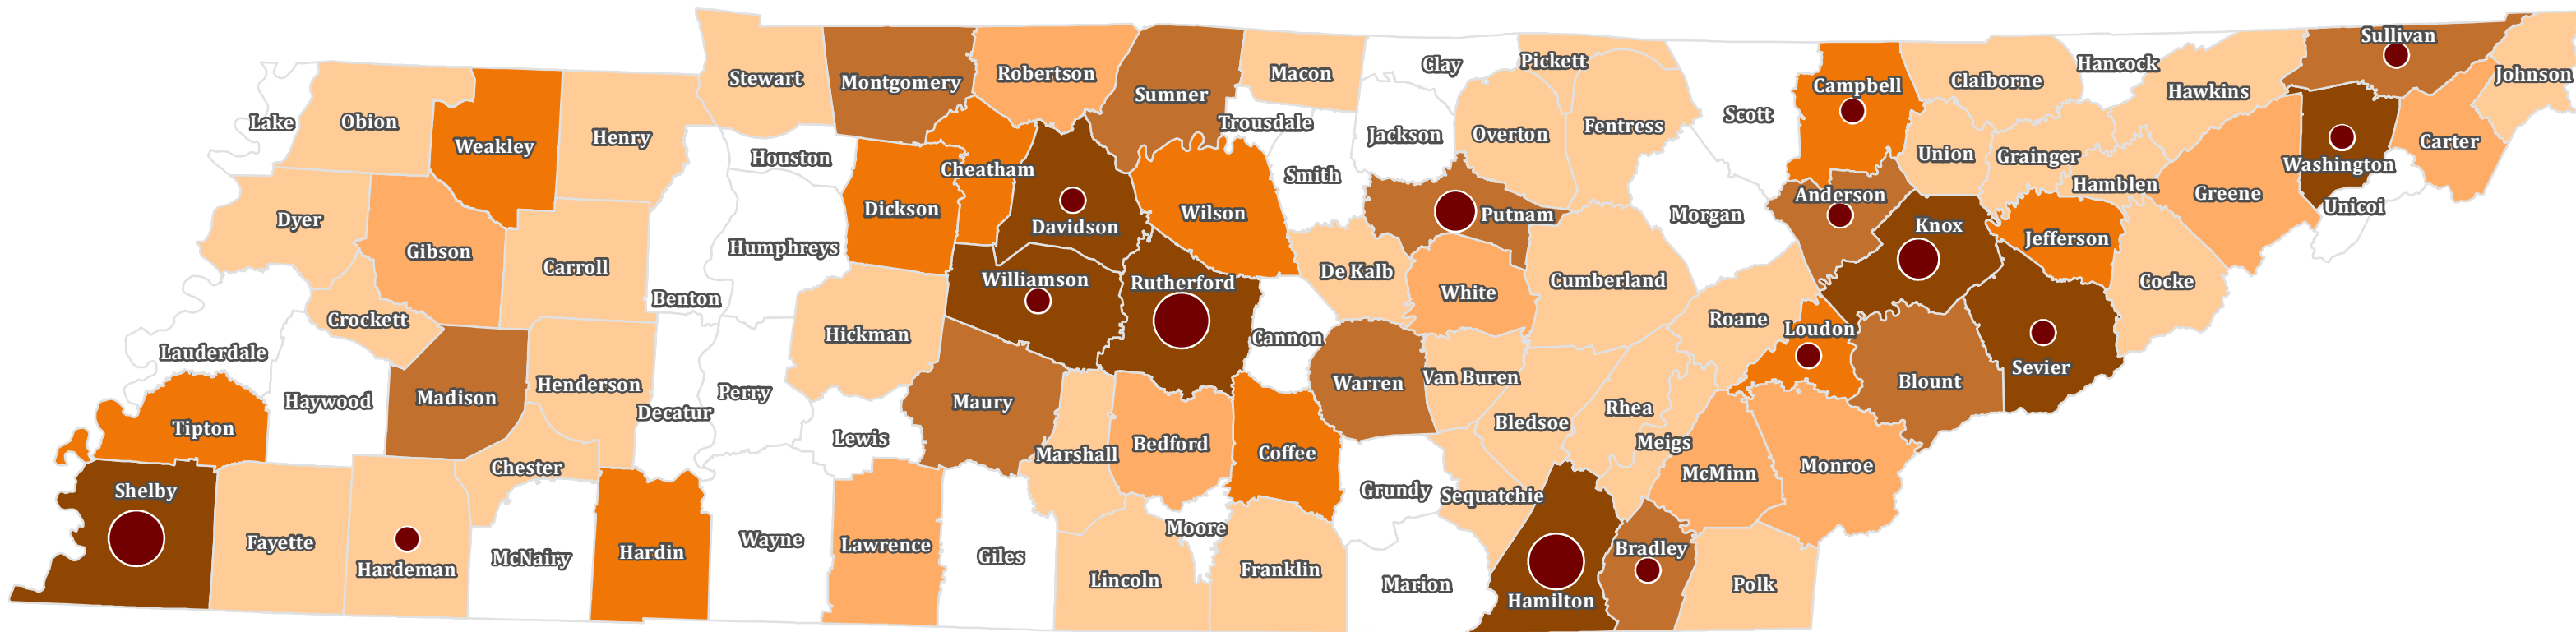 Sullivan
Pickett
Clay
Hancock
Stewart
Montgomery
Robertson
Macon
Johnson
Claiborne
Campbell
Hawkins
Sumner
Lake
Obion
Trousdale
Scott
Weakley
Henry
Jackson
Overton
Fentress
Carter
Houston
Union
Grainger
Washington
Cheatham
Smith
Hamblen
Anderson
Greene
Dickson
Wilson
Putnam
Morgan
Unicoi
Dyer
Davidson
Knox
Jefferson
Humphreys
Gibson
Carroll
De Kalb
Williamson
Rutherford
Cumberland
Cocke
White
Benton
Crockett
Roane
Loudon
Hickman
Cannon
Lauderdale
Sevier
Van Buren
Blount
Warren
Henderson
Perry
Madison
Haywood
Maury
Rhea
Decatur
Bledsoe
Tipton
Lewis
Bedford
Meigs
Marshall
Coffee
Chester
Monroe
McMinn
Shelby
Grundy
Sequatchie
Moore
Wayne
Fayette
Lawrence
Bradley
Hardin
McNairy
Giles
Hardeman
Franklin
Lincoln
Marion
Polk
Hamilton